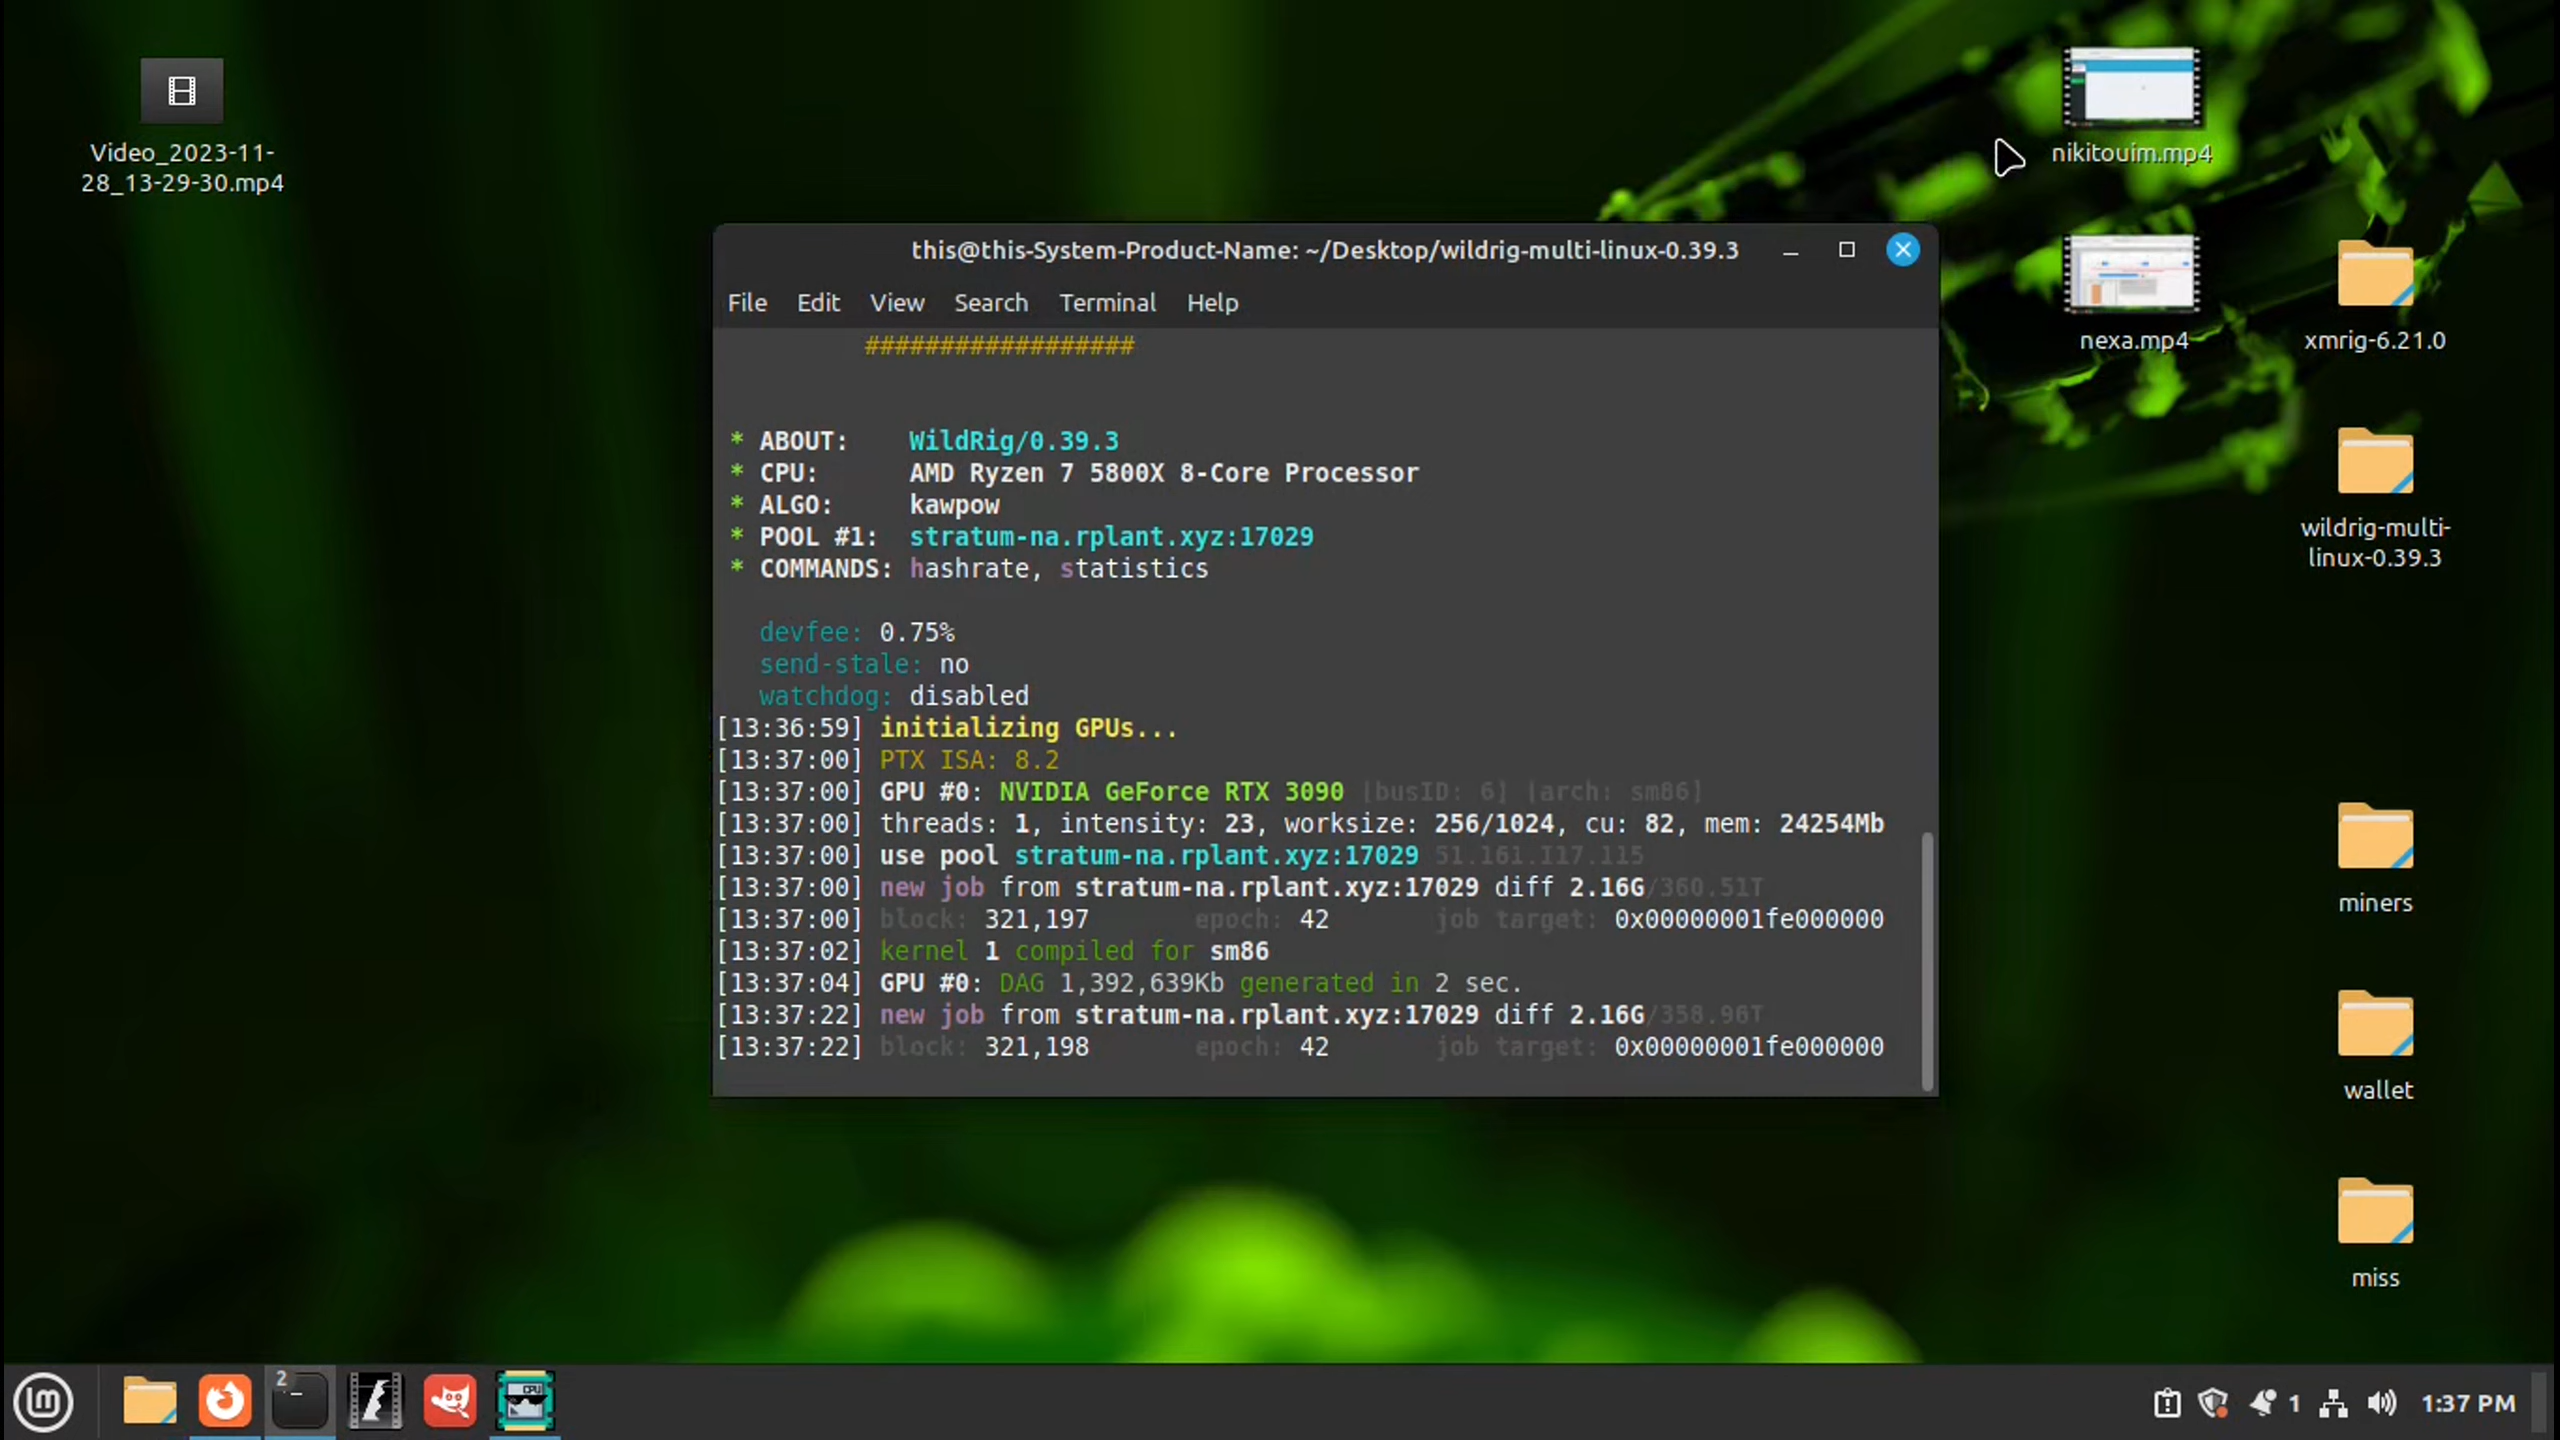 Video_2023-11-
28_13-29-30.mp4
nikitouim.mp4
nexa.mp4
xmrig-6.21.0
wildrig-multi-
linux-0.39.3
miners
wallet
miss
this@this-System-Product-Name: ~/Desktop/wildrig-multi-linux-0.39.3
File Edit View Search Terminal Help
##################
* ABOUT: WildRig/0.39.3
* CPU: AMD Ryzen 7 5800X 8-Core Processor
* ALGO: kawpow
* POOL #1: stratum-na.rplant.xyz:17029
* COMMANDS: hashrate, statistics
devfee: 0.75%
send-stale: no
watchdog: disabled
[13:36:59] initializing GPUs...
[13:37:00] PTX ISA: 8.2
[13:37:00] GPU #0: NVIDIA GeForce RTX 3090 [busID: 6] [arch: sm86]
[13:37:00] threads: 1, intensity: 23, worksize: 256/1024, cu: 82, mem: 24254Mb
[13:37:00] use pool stratum-na.rplant.xyz:17029 51.161.117.115
[13:37:00] new job from stratum-na.rplant.xyz:17029 diff 2.16G/360.51T
[13:37:00] block: 321,197 epoch: 42 job target: 0x00000001fe000000
[13:37:02] kernel 1 compiled for sm86
[13:37:04] GPU #0: DAG 1,392,639Kb generated in 2 sec.
[13:37:22] new job from stratum-na.rplant.xyz:17029 diff 2.16G/358.96T
[13:37:22] block: 321,198 epoch: 42 job target: 0x00000001fe000000
2
CPU
1
1:37 PM